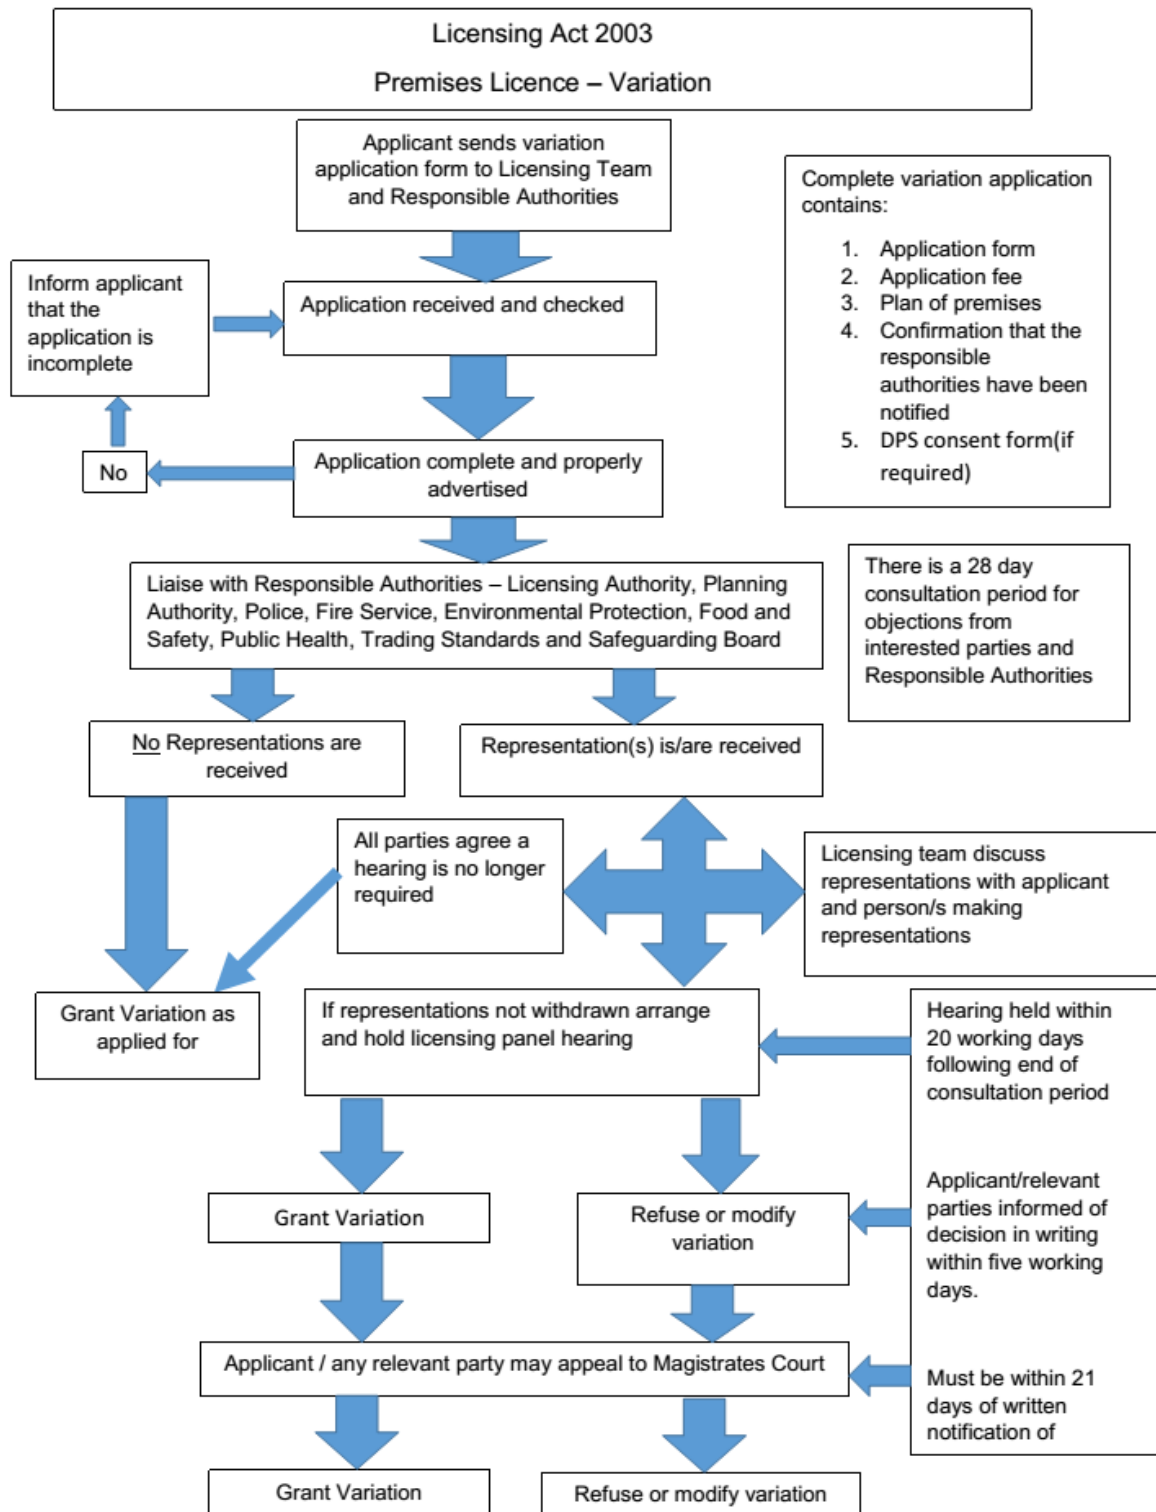 Licensing Act 2003
Premises Licence – Variation
Applicant sends variation
application form to Licensing Team
and Responsible Authorities
Complete variation application
contains:
1. Application form
2. Application fee
3. Plan of premises
4. Confirmation that the
responsible
authorities have been
notified
5. DPS consent form(if
required)
Inform applicant
that the
application is
incomplete
Application received and checked
No
Application complete and properly
advertised
Liaise with Responsible Authorities – Licensing Authority, Planning
Authority, Police, Fire Service, Environmental Protection, Food and
Safety, Public Health, Trading Standards and Safeguarding Board
There is a 28 day
consultation period for
objections from
interested parties and
Responsible Authorities
No Representations are
received
Representation(s) is/are received
All parties agree a
hearing is no longer
required
Licensing team discuss
representations with applicant
and person/s making
representations
Grant Variation as
applied for
If representations not withdrawn arrange
and hold licensing panel hearing
Hearing held within
20 working days
following end of
consultation period
Applicant/relevant
parties informed of
decision in writing
within five working
days.
Must be within 21
days of written
notification of
Grant Variation
Refuse or modify
variation
Applicant / any relevant party may appeal to Magistrates Court
Grant Variation
Refuse or modify variation